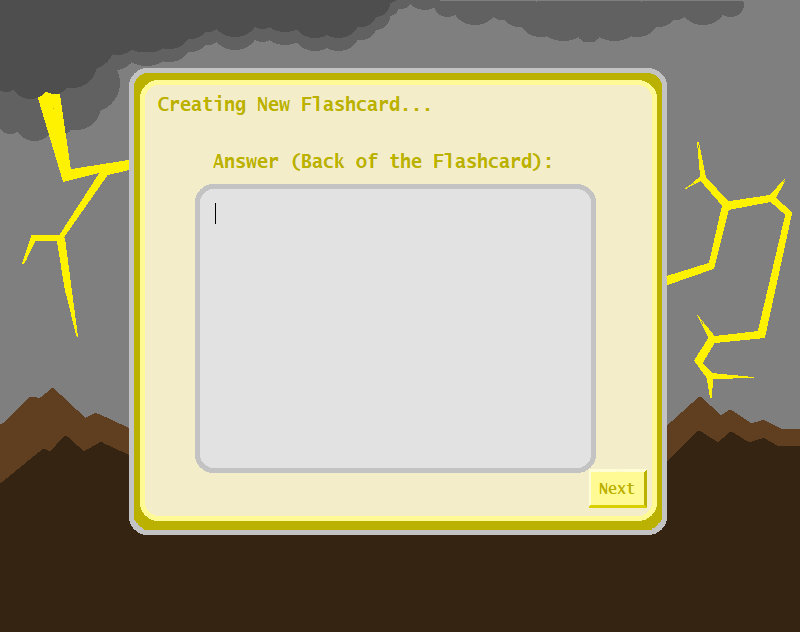 Creating New Flashcard...
Answer (Back of the Flashcard):
Next